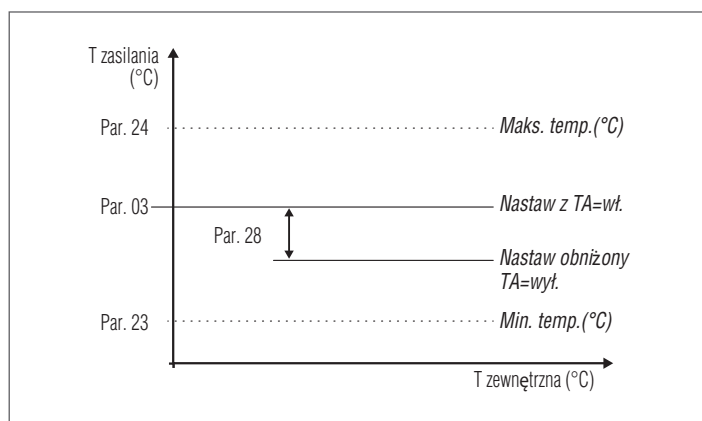 T zasilania
(°C)
Par. 24
Maks. temp.(°C)
Par. 03
Nastaw z TA=wł.
Par. 28
Nastaw obniżony
TA=wył.
Par. 23
Min. temp.(°C)
T zewnętrzna (°C)